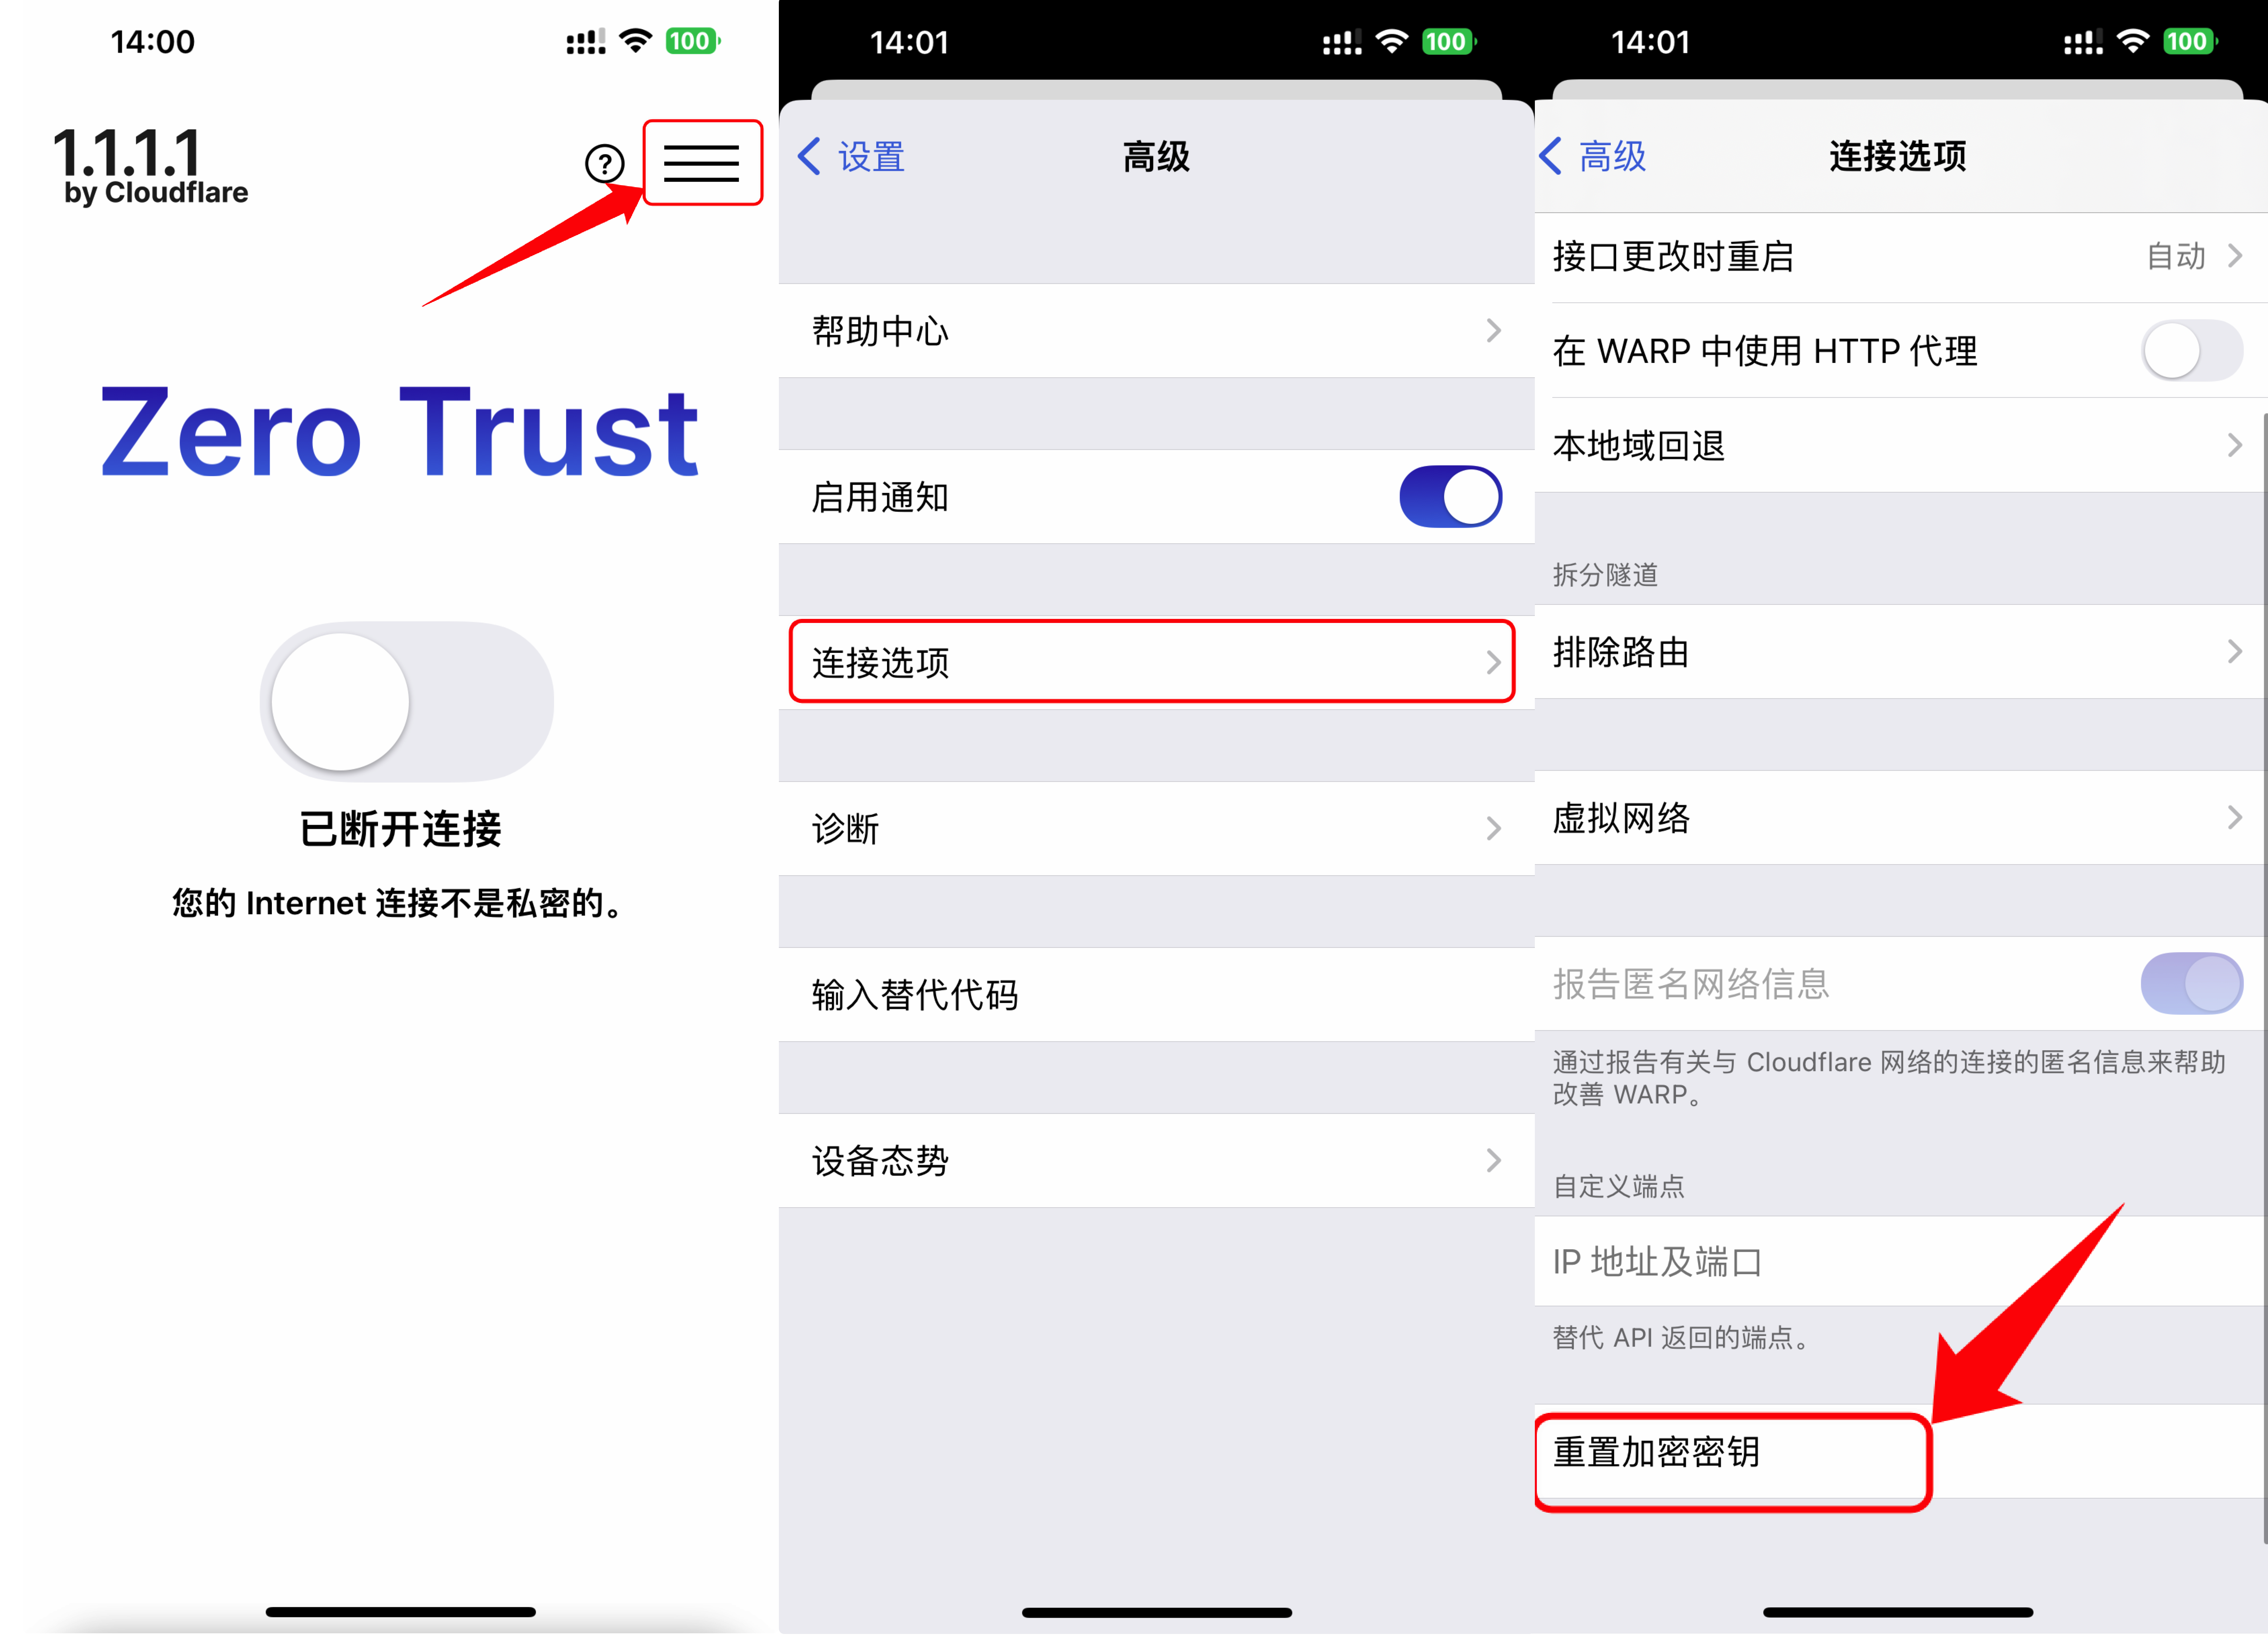 14:00
100
1.1.1.1
by Cloudflare
?
Zero Trust
已断开连接
您的 Internet 连接不是私密的。
14:01
100
设置
高级
帮助中心
启用通知
连接选项
诊断
输入替代代码
设备态势
14:01
100
高级
连接选项
接口更改时重启
自动
在 WARP 中使用 HTTP 代理
本地域回退
拆分隧道
排除路由
虚拟网络
报告匿名网络信息
通过报告有关与 Cloudflare 网络的连接的匿名信息来帮助
改善 WARP。
自定义端点
IP 地址及端口
替代 API 返回的端点。
重置加密密钥